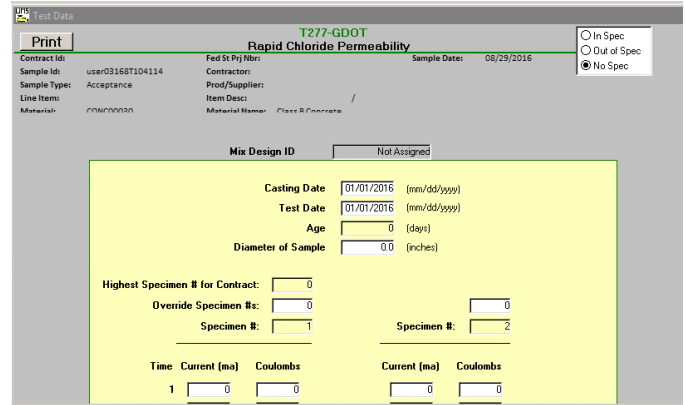 LIMS Test Data
Print
T277-GDOT
Rapid Chloride Permeability
In Spec
Out of Spec
No Spec
Contract Id: Fed St Prj Nbr: Sample Date: 08/29/2016
Sample Id: user03168T104114 Contractor:
Sample Type: Acceptance Prod/Supplier:
Line Item: Item Desc: /
Material: CONC00030 Material Name: Class B Concrete
Mix Design ID Not Assigned
Casting Date 01/01/2016 (mm/dd/yyyy)
Test Date 01/01/2016 (mm/dd/yyyy)
Age 0 (days)
Diameter of Sample 0.0 (inches)
Highest Specimen # for Contract: 0
Override Specimen #s: 0 0
Specimen #: 1 Specimen #: 2
Time Current (ma) Coulombs Current (ma) Coulombs
1 0 0 0 0